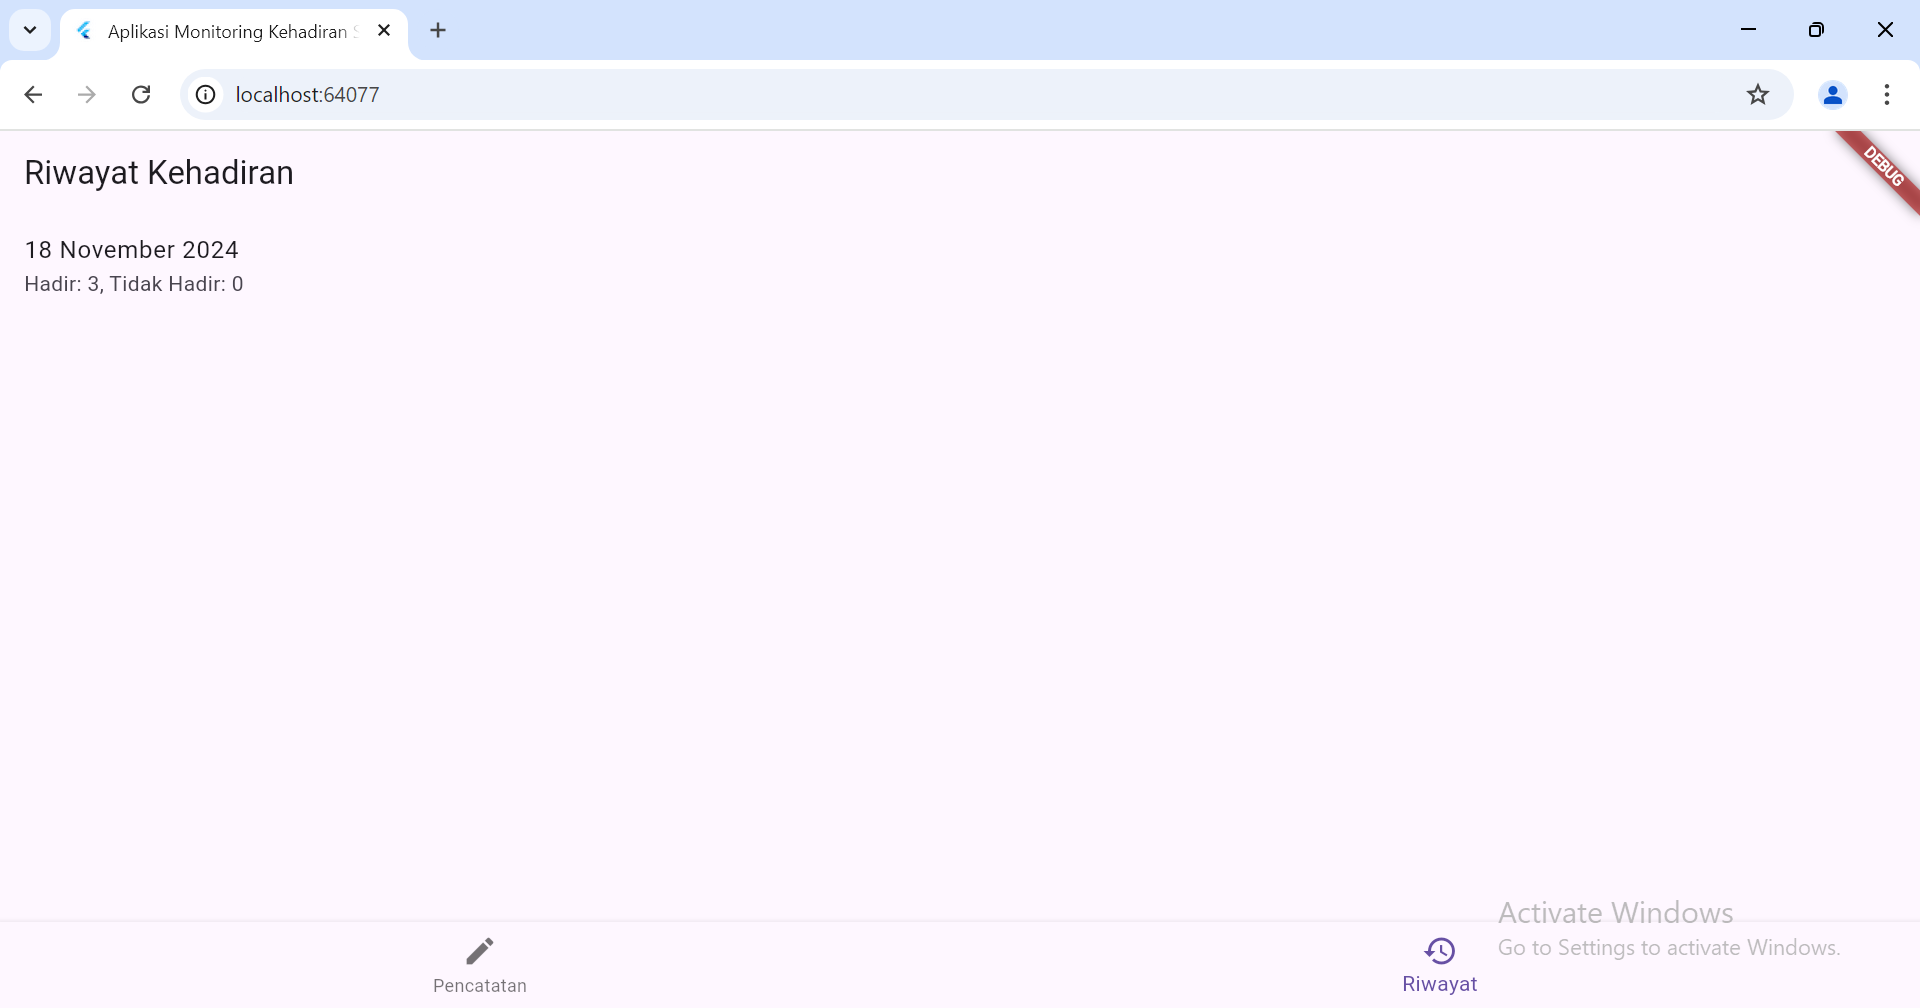 Aplikasi Monitoring Kehadiran S
localhost:64077
DEBUG
Riwayat Kehadiran
18 November 2024
Hadir: 3, Tidak Hadir: 0
Activate Windows
Go to Settings to activate Windows.
Pencatatan
Riwayat